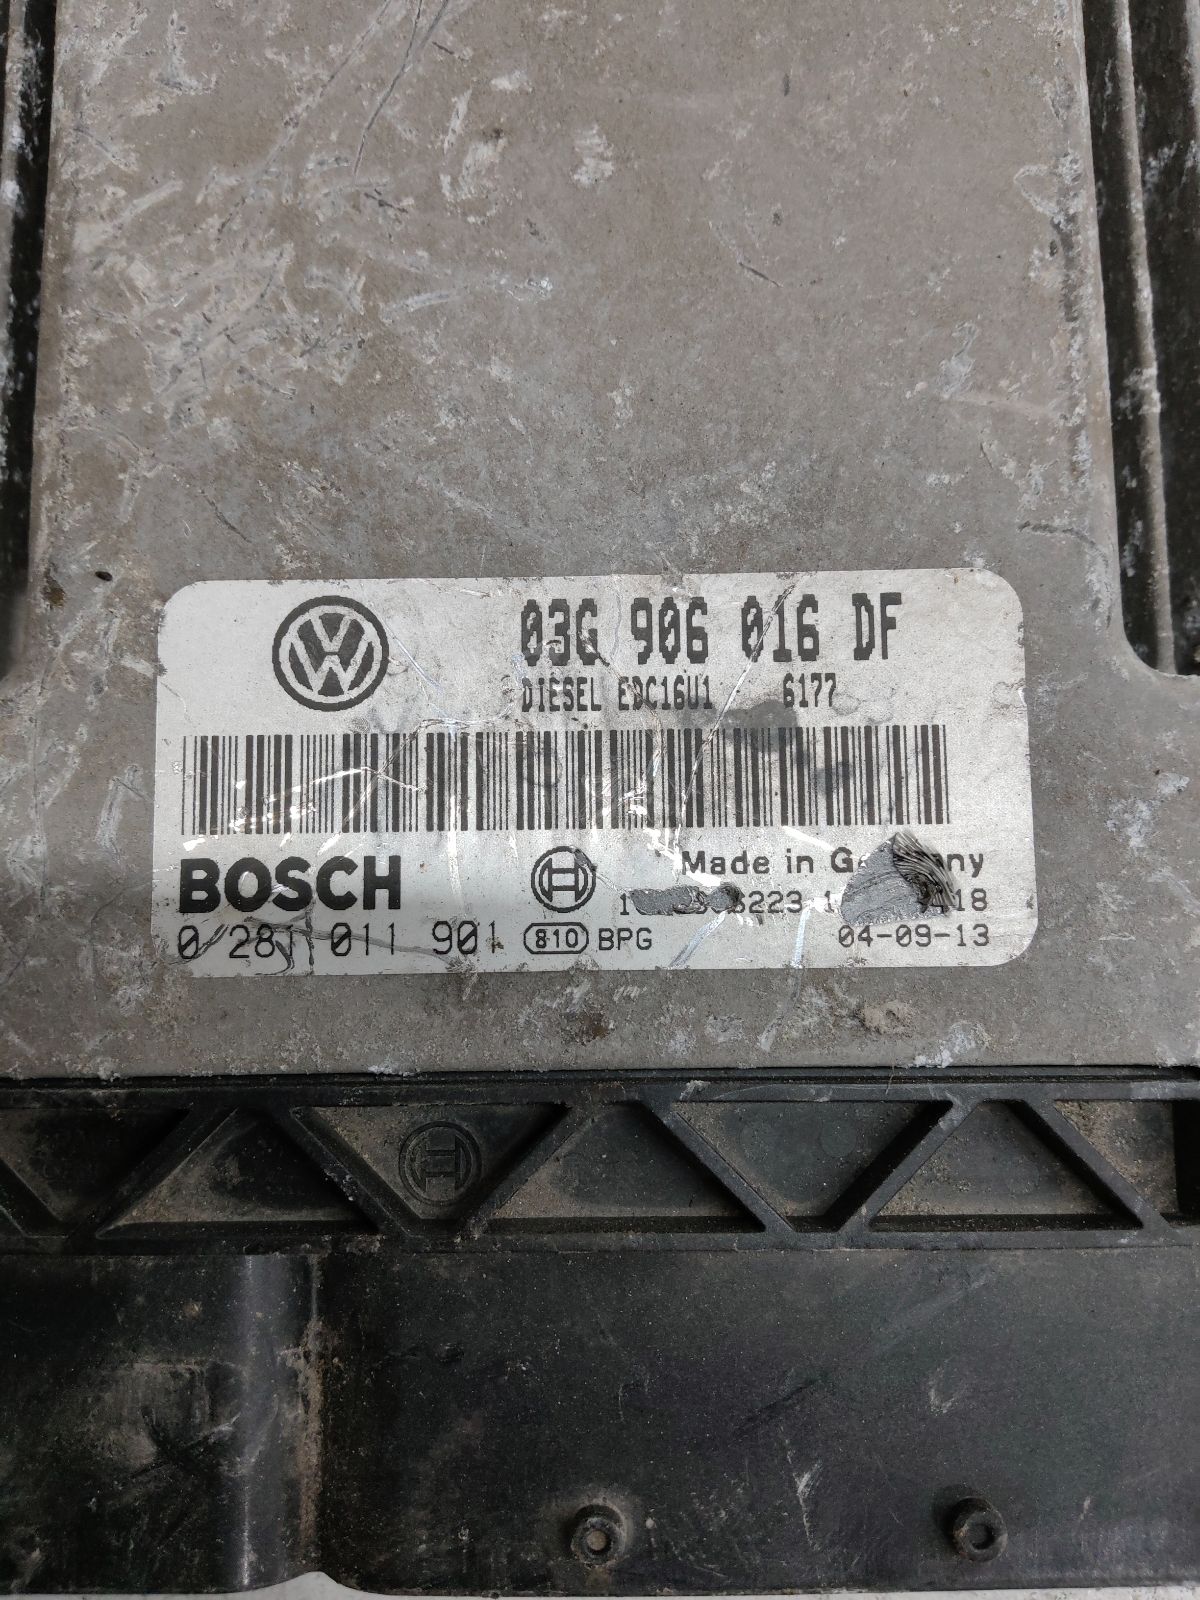 03G 906 016 DF
DIESEL EDC16U1 6177
BOSCH
Made in
0 281 011 901 810 BPG
04-09-13